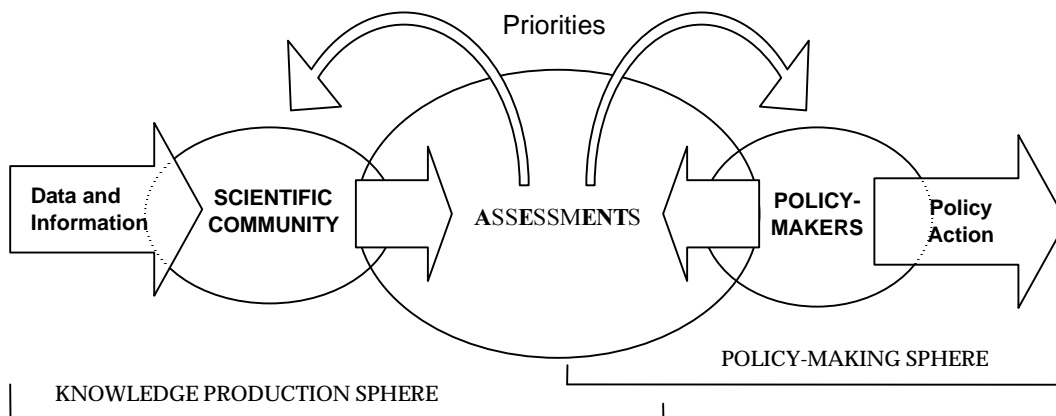 Priorities
Data and
Information
SCIENTIFIC
COMMUNITY
ASSESSMENTS
POLICY-
MAKERS
Policy
Action
POLICY-MAKING SPHERE
KNOWLEDGE PRODUCTION SPHERE